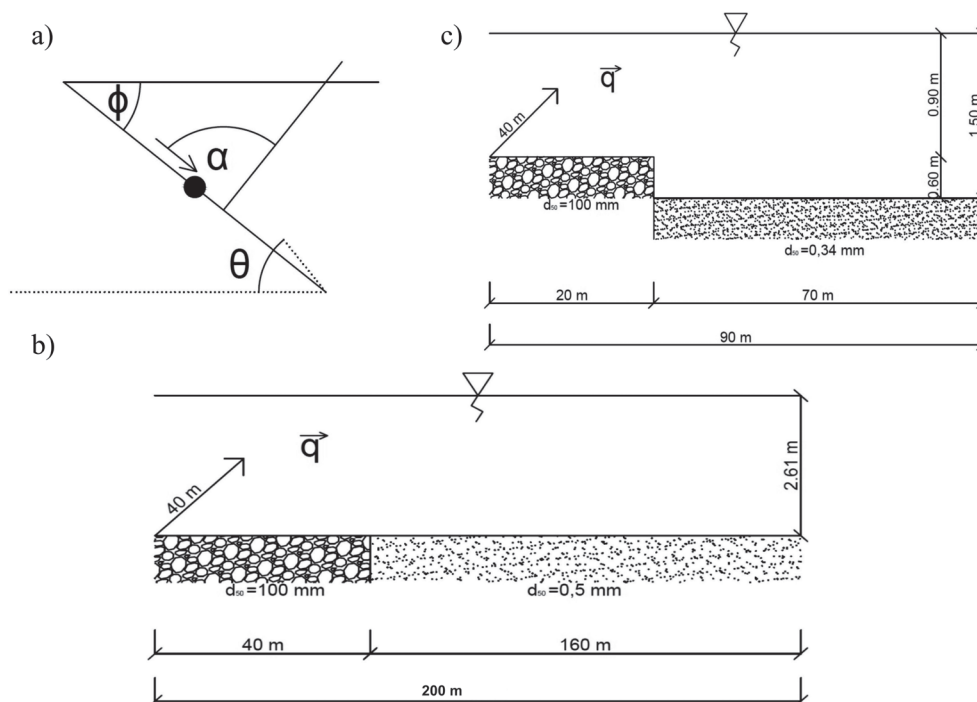 a)
ϕ
α
θ
c)
q
40 m
0.90 m
1.50 m
0.60 m
d₅₀=100 mm
d₅₀=0,34 mm
20 m
70 m
90 m
b)
q
40 m
2.61 m
d₅₀=100 mm
d₅₀=0,5 mm
40 m
160 m
200 m